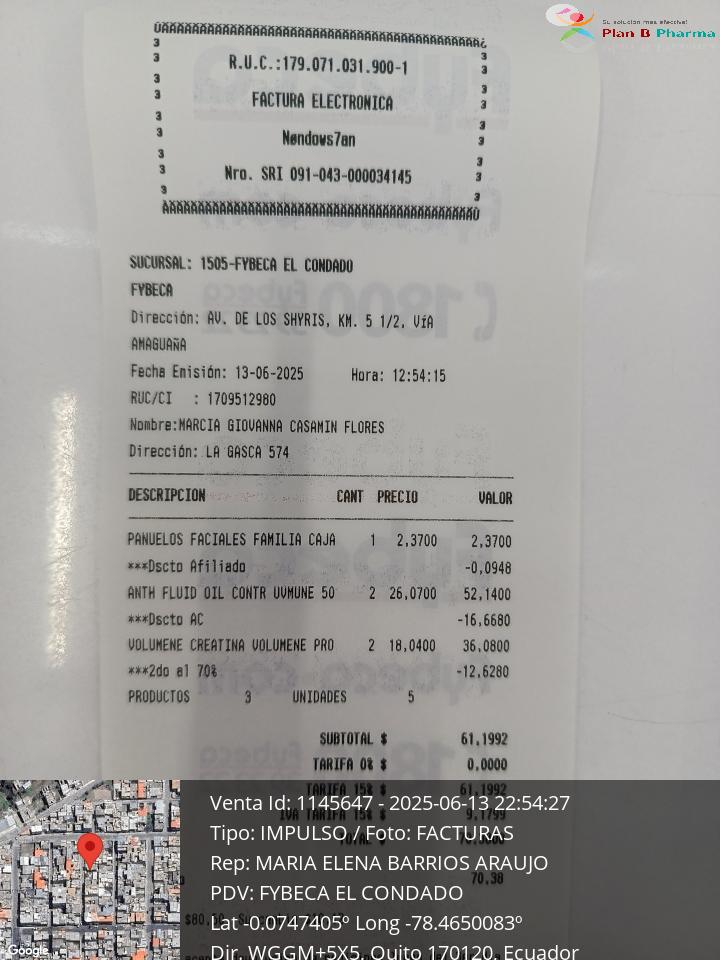 Su solución más efectiva!
Plan B Pharma
R.U.C.:179.071.031.900-1
FACTURA ELECTRONICA
Nøndows7an
Nro. SRI 091-043-000034145
SUCURSAL: 1505-FYBECA EL CONDADO
FYBECA
Dirección: AV. DE LOS SHYRIS, KM. 5 1/2, VíA
AMAGUAñA
Fecha Emisión: 13-06-2025 Hora: 12:54:15
RUC/CI : 1709512980
Nombre:MARCIA GIOVANNA CASAMIN FLORES
Dirección: LA GASCA 574
DESCRIPCION CANT PRECIO VALOR
PANUELOS FACIALES FAMILIA CAJA 1 2,3700 2,3700
***Dscto Afiliado -0,0948
ANTH FLUID OIL CONTR UVMUNE 50 2 26,0700 52,1400
***Dscto AC -16,6680
VOLUMENE CREATINA VOLUMENE PRO 2 18,0400 36,0800
***2do al 70% -12,6280
PRODUCTOS 3 UNIDADES 5
SUBTOTAL $ 61,1992
TARIFA 0% $ 0,0000
TARIFA 15% $ 61,1992
IVA TARIFA 15% $ 9,1799
TOTAL $
70,38
Venta Id: 1145647 - 2025-06-13 22:54:27
Tipo: IMPULSO / Foto: FACTURAS
Rep: MARIA ELENA BARRIOS ARAUJO
PDV: FYBECA EL CONDADO
Lat -0.0747405º Long -78.4650083º
Dir. WGGM+5X5, Quito 170120, Ecuador
Google